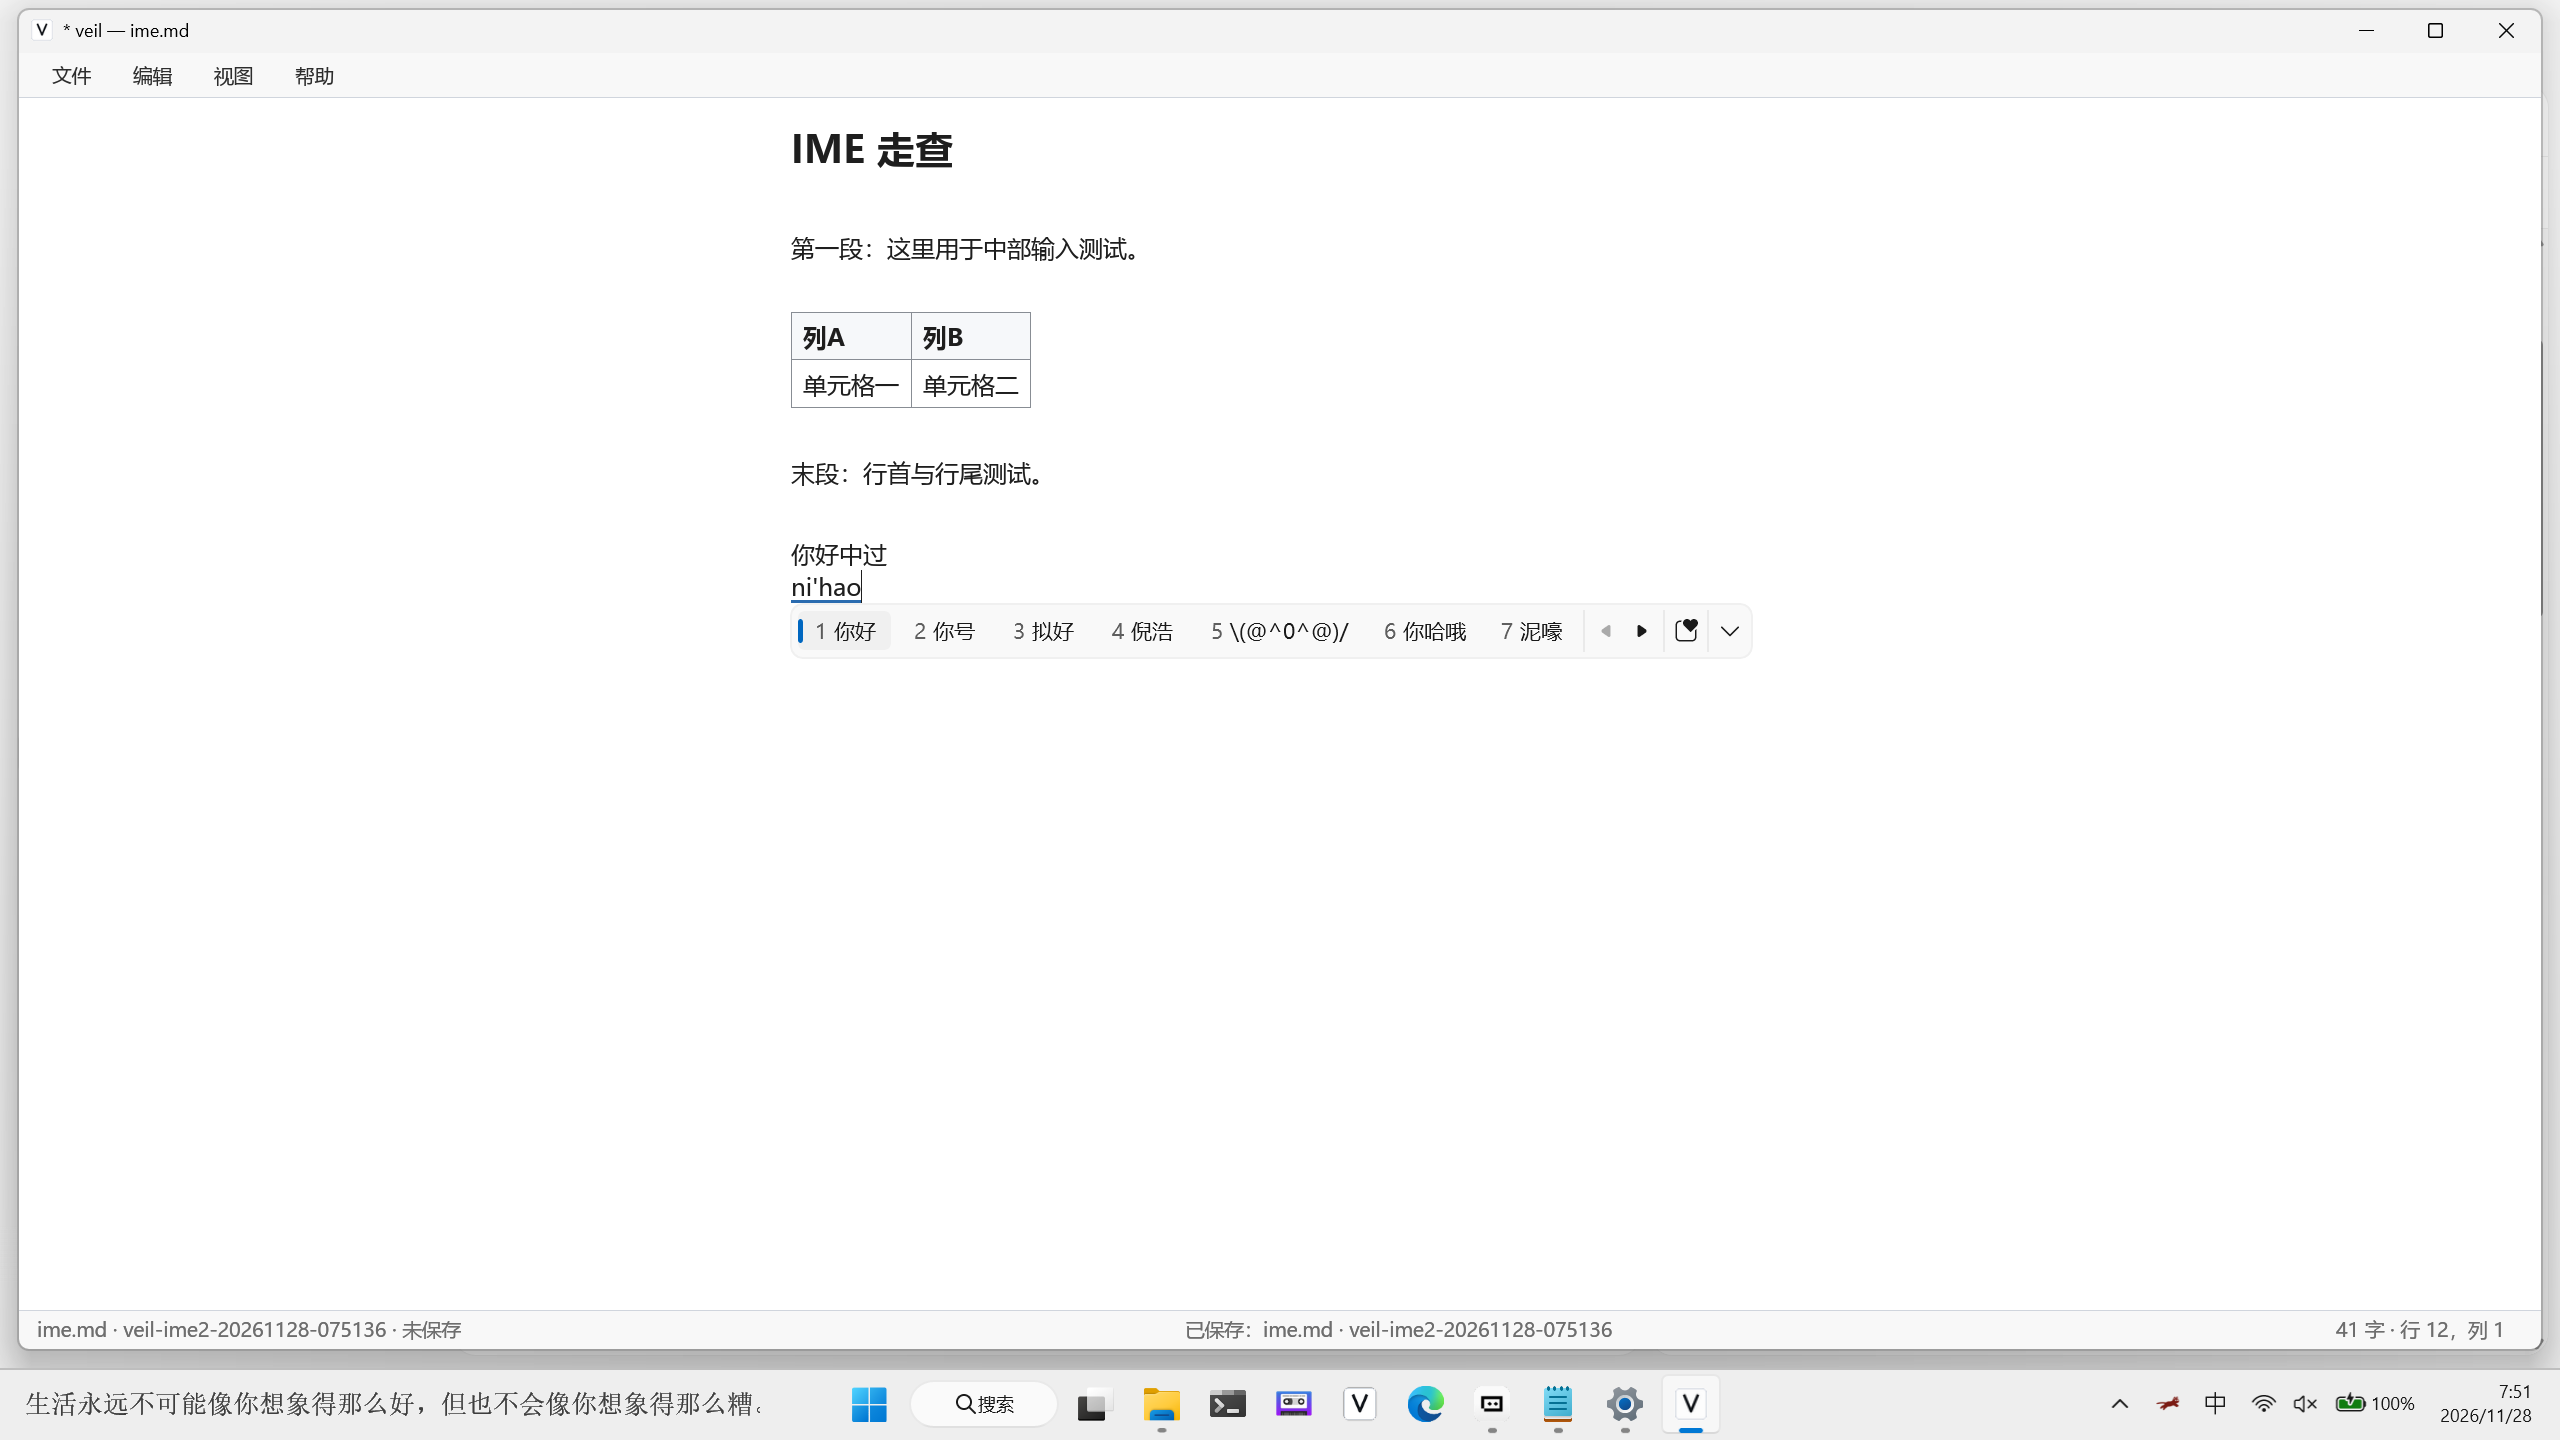 V * veil — ime.md
文件 编辑 视图 帮助
IME 走查
第一段：这里用于中部输入测试。
列A 列B
单元格一 单元格二
末段：行首与行尾测试。
你好中过
ni'hao
1 你好 2 你号 3 拟好 4 倪浩 5 \(@^0^@)/ 6 你哈哦 7 泥嚎
ime.md · veil-ime2-20261128-075136 · 未保存 已保存：ime.md · veil-ime2-20261128-075136 41 字 · 行 12，列 1
生活永远不可能像你想象得那么好，但也不会像你想象得那么糟。 搜索 V V 中 100% 7:51
2026/11/28